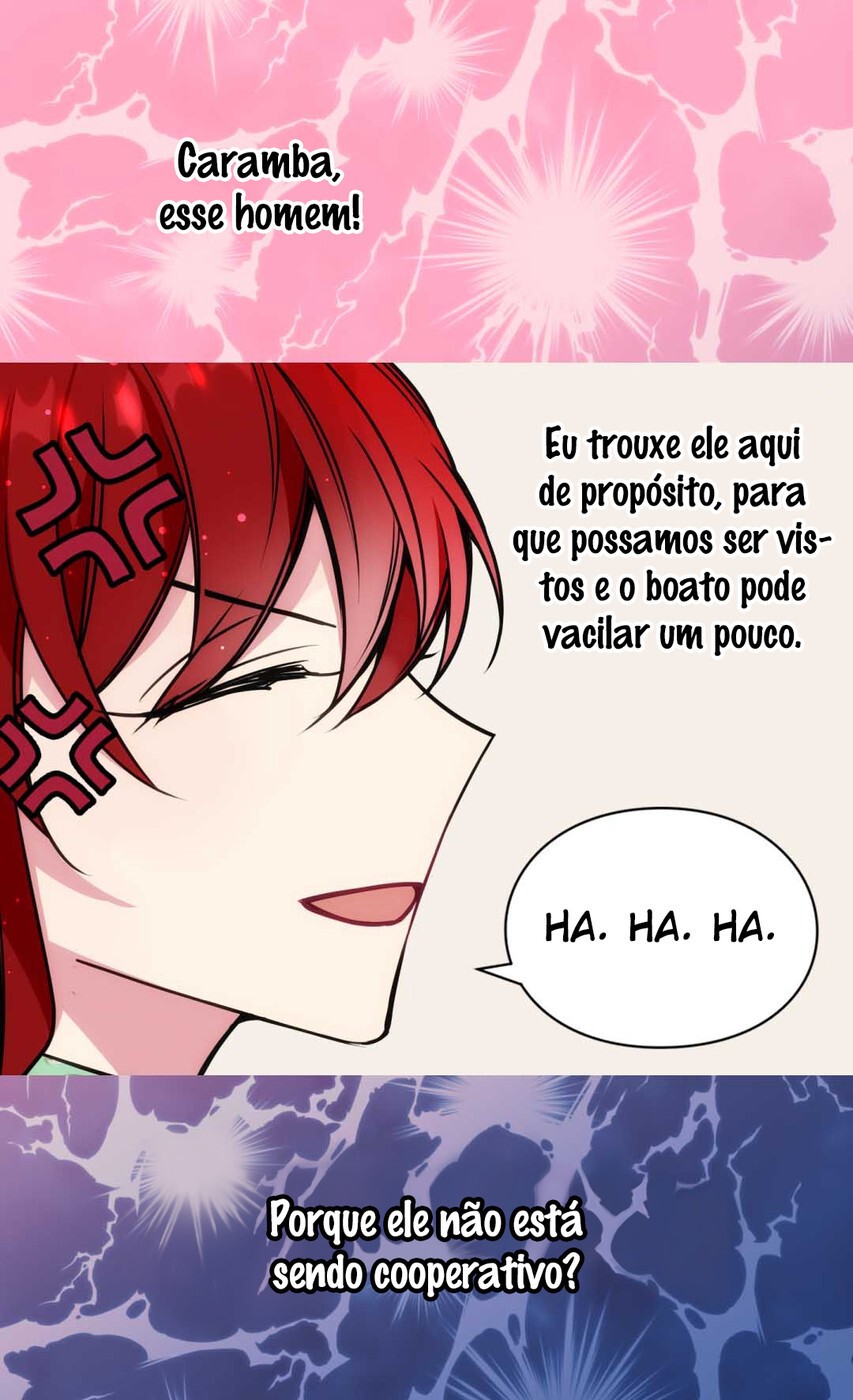 Caramba,
esse homem!
Eu trouxe ele aqui
de propósito, para
que possamos ser vis-
tos e o boato pode
vacilar um pouco.
HA. HA. HA.
Porque ele não está
sendo cooperativo?